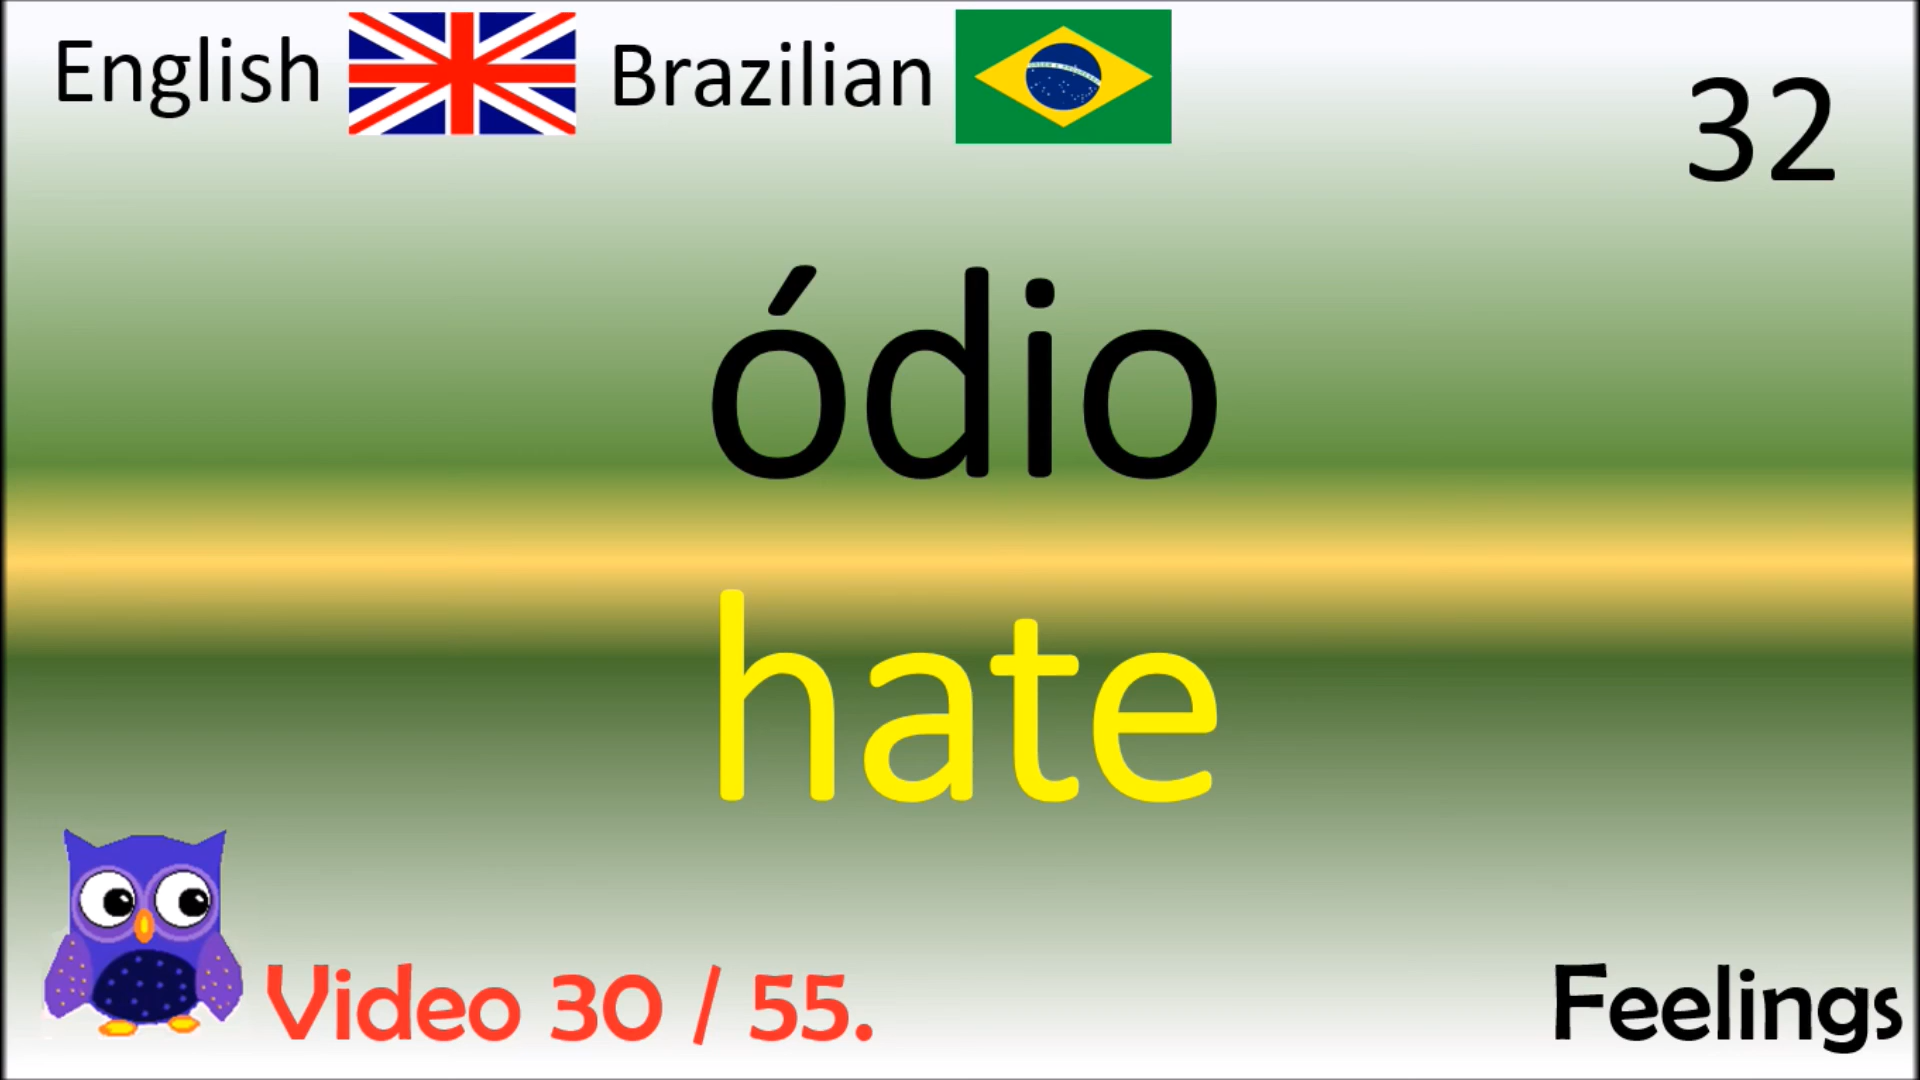 English Brazilian
32
ódio
hate
Video 30 / 55.
Feelings